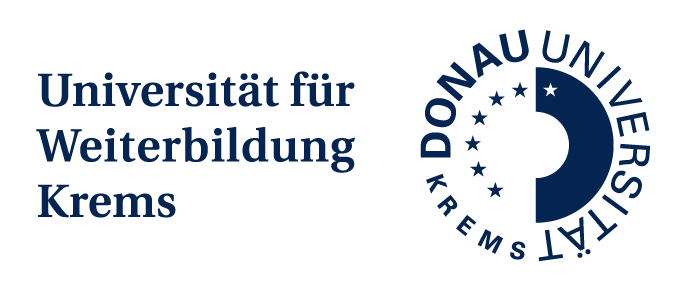 Universität für
Weiterbildung
Krems
DONAU UNIVERSITÄT
KREMS